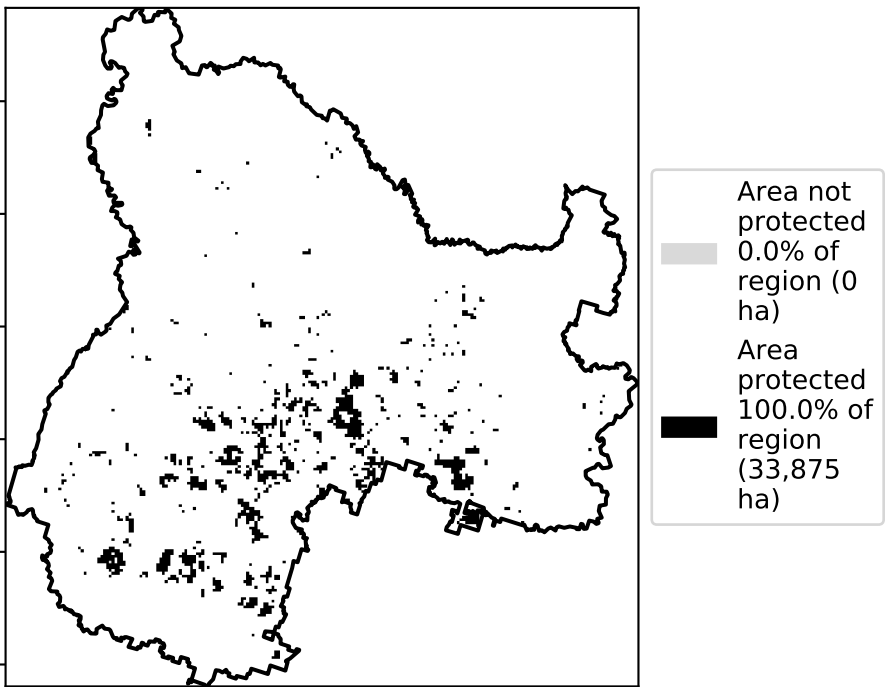 Area not
protected
0.0% of
region (0
ha)
Area
protected
100.0% of
region
(33,875
ha)